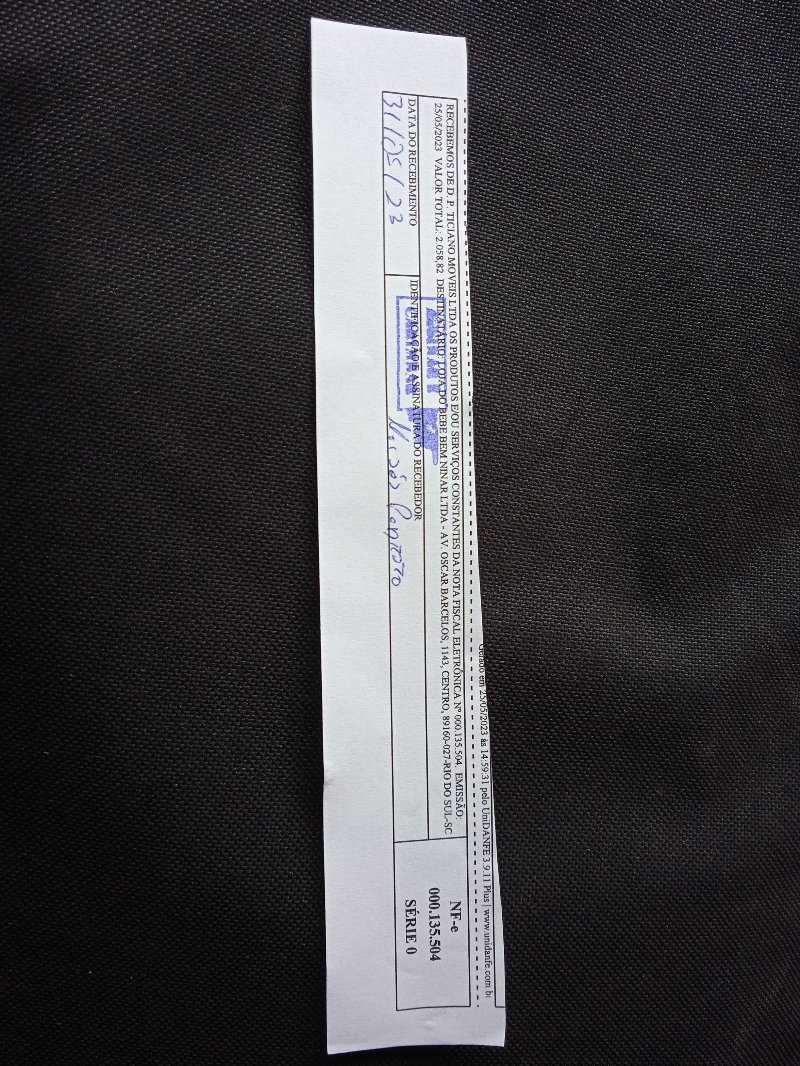 Gerado em 25/05/2023 às 14:59:31 pelo UniDANFE 3.9.11 Plus | www.unidanfe.com.b
RECEBEMOS DE D. P. TICIANO MOVEIS LTDA OS PRODUTOS E/OU SERVIÇOS CONSTANTES DA NOTA FISCAL ELETRÔNICA Nº 000.135.504. EMISSÃO:
25/05/2023 VALOR TOTAL: 2.058,82 DESTINATÁRIO: LOJA DO BEBE BEM NINAR LTDA - AV. OSCAR BARCELOS, 1143, CENTRO, 89160-027-RIO DO SUL-SC
DATA DO RECEBIMENTO
31/05/23
IDENTIFICAÇÃO E ASSINATURA DO RECEBEDOR
NF-e
000.135.504
SÉRIE 0